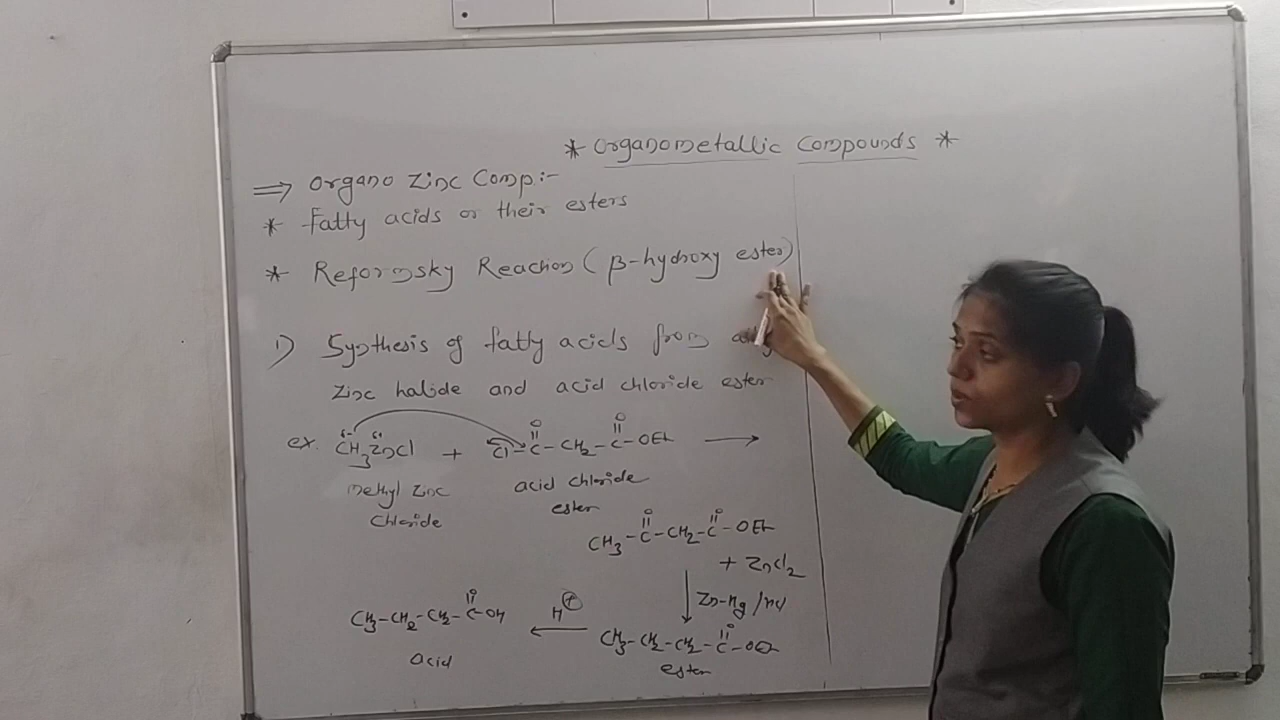 * Organometallic Compounds *
⇒ Organo Zinc Comp:-
* Fatty acids or their esters
* Reformsky Reaction (β-hydroxy ester)
1) Synthesis of fatty acids from
Zinc halide and acid chloride ester
ex. CH₃ZnCl + Cl-C-CH₂-C-OEt →
δ- δ+ O O
Methyl Zinc Chloride
acid chloride ester
O O
CH₃-C-CH₂-C-OEt
+ ZnCl₂
↓ Zn-Hg/HCl
O
CH₃-CH₂-CH₂-C-OEt
ester
H⊕
←
O
CH₃-CH₂-CH₂-C-OH
acid